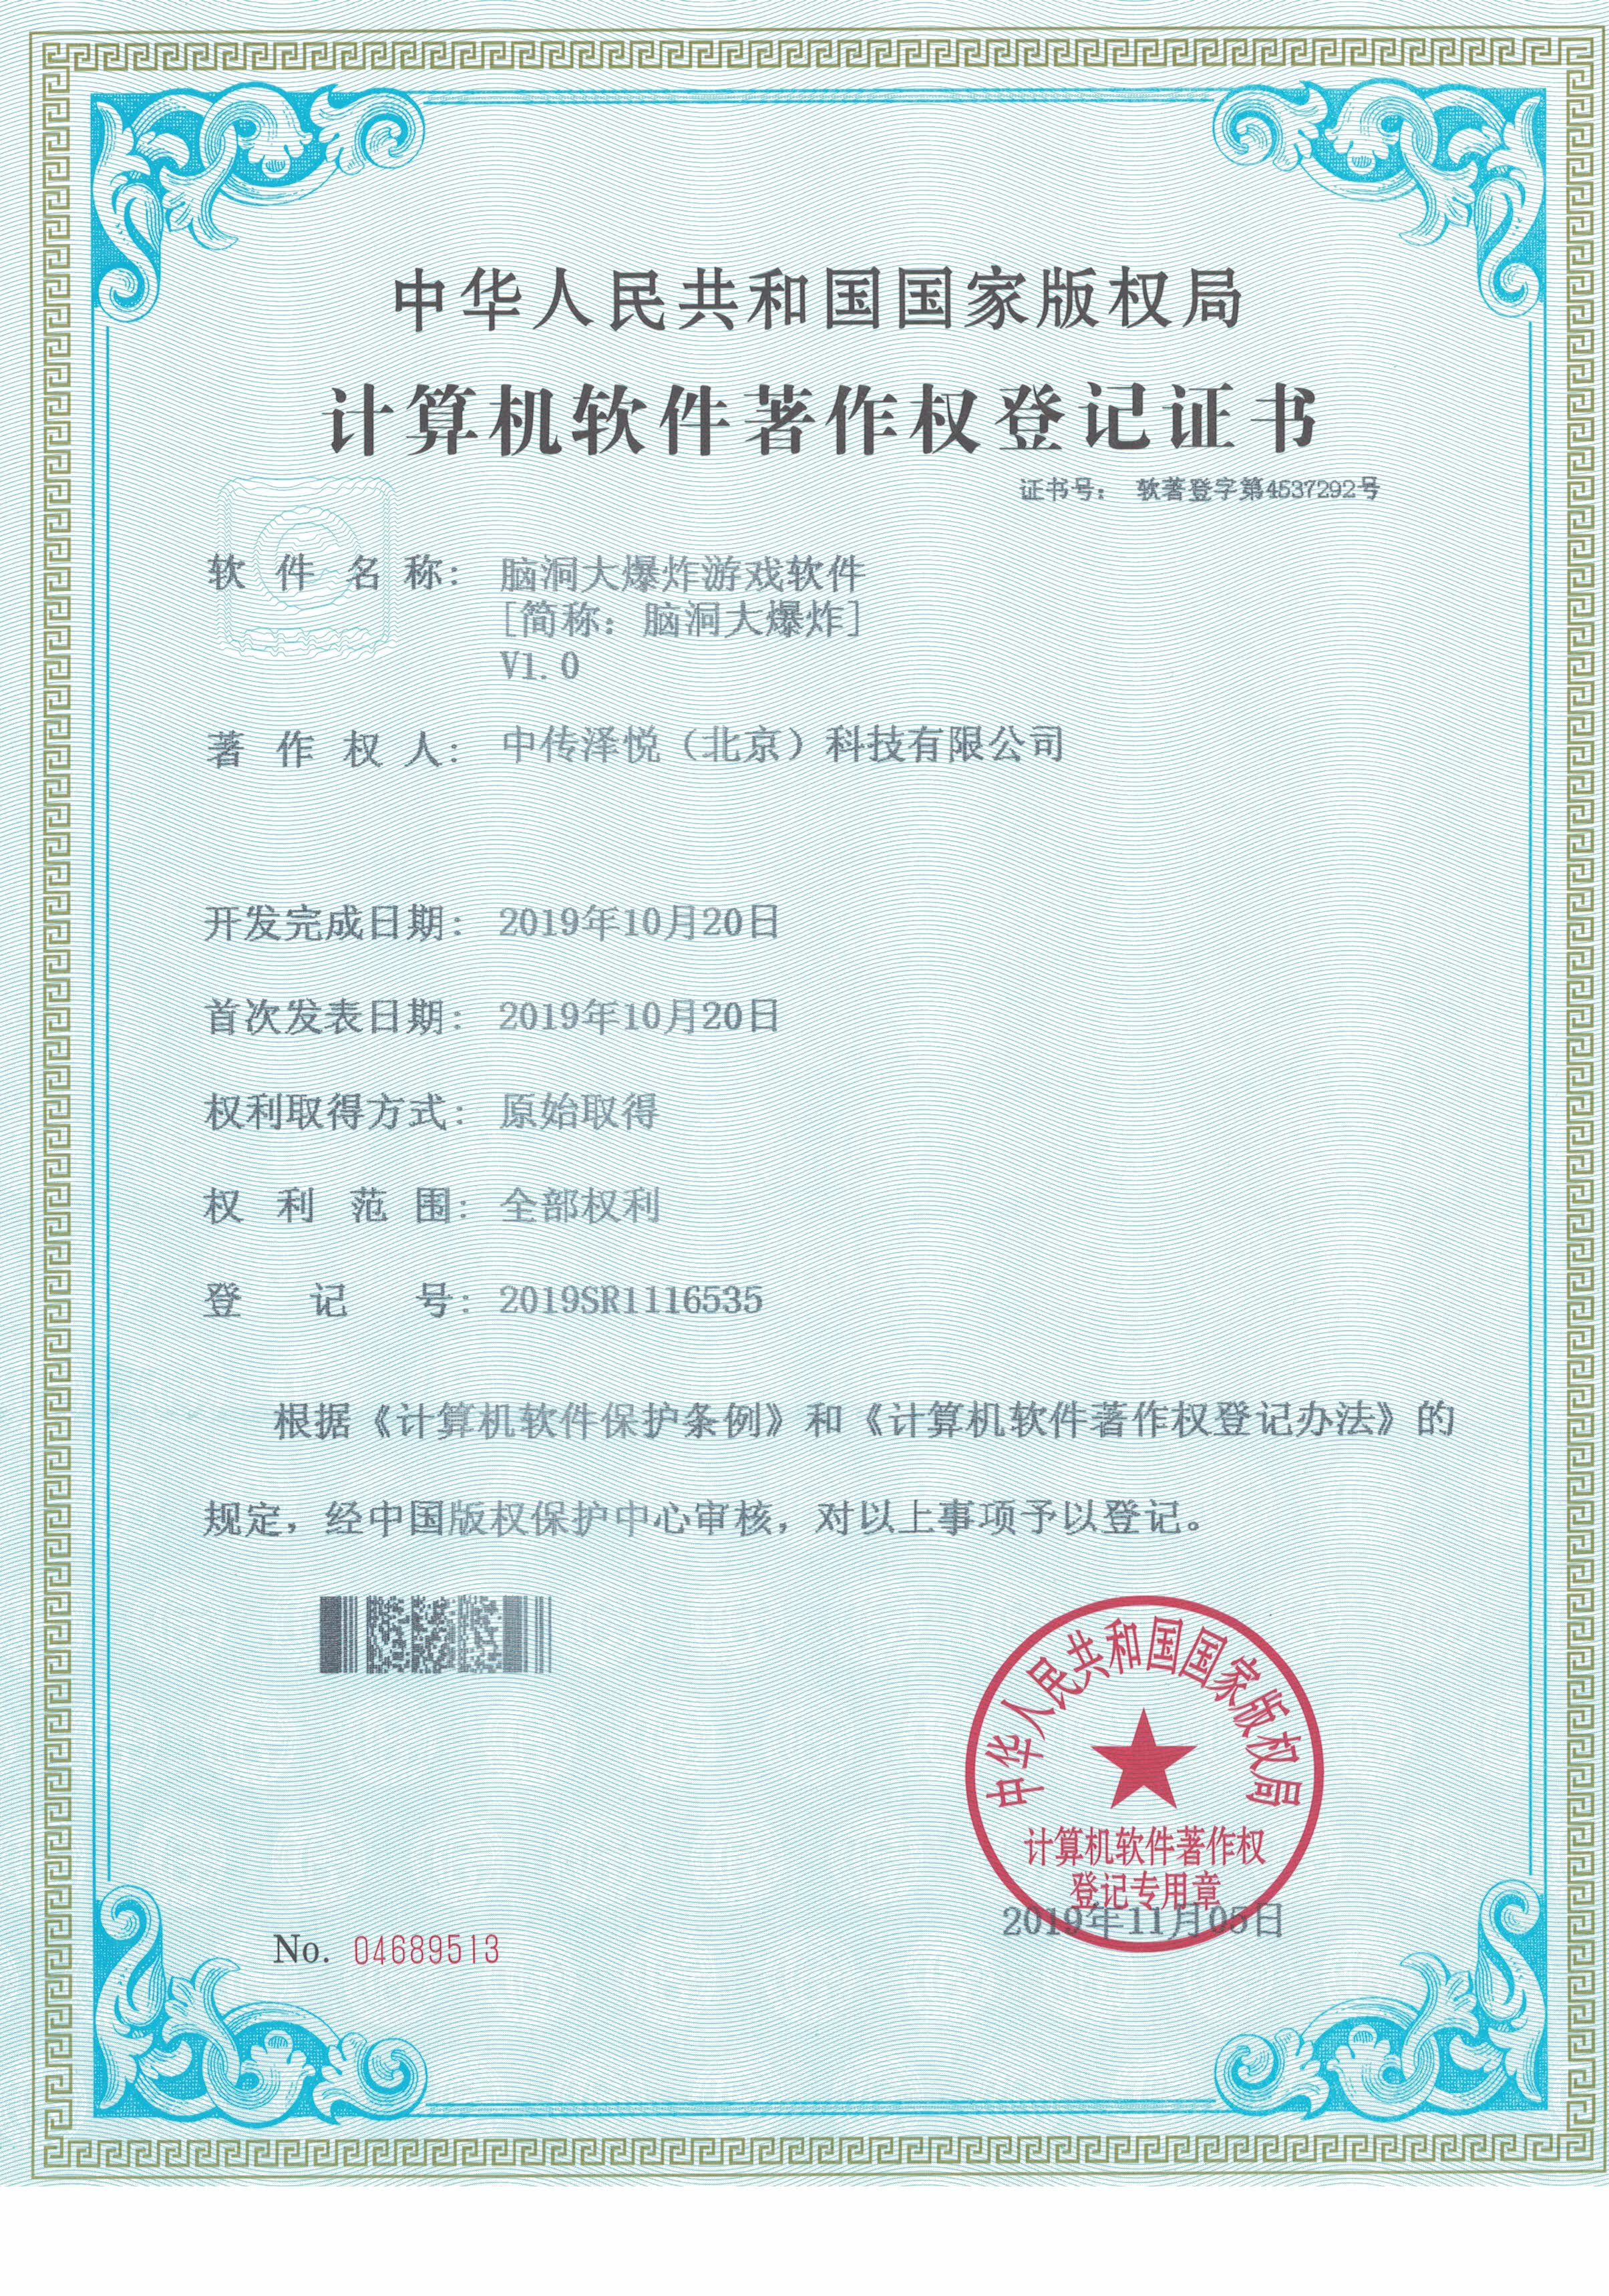 中华人民共和国国家版权局
计算机软件著作权登记证书
证书号： 软著登字第4537292号
软件名称： 脑洞大爆炸游戏软件
[简称：脑洞大爆炸]
V1.0
著作权人： 中传泽悦（北京）科技有限公司
开发完成日期： 2019年10月20日
首次发表日期： 2019年10月20日
权利取得方式： 原始取得
权利范围： 全部权利
登记号： 2019SR1116535
根据《计算机软件保护条例》和《计算机软件著作权登记办法》的
规定，经中国版权保护中心审核，对以上事项予以登记。
中华人民共和国国家版权局
计算机软件著作权
登记专用章
2019年11月05日
No. 04689513